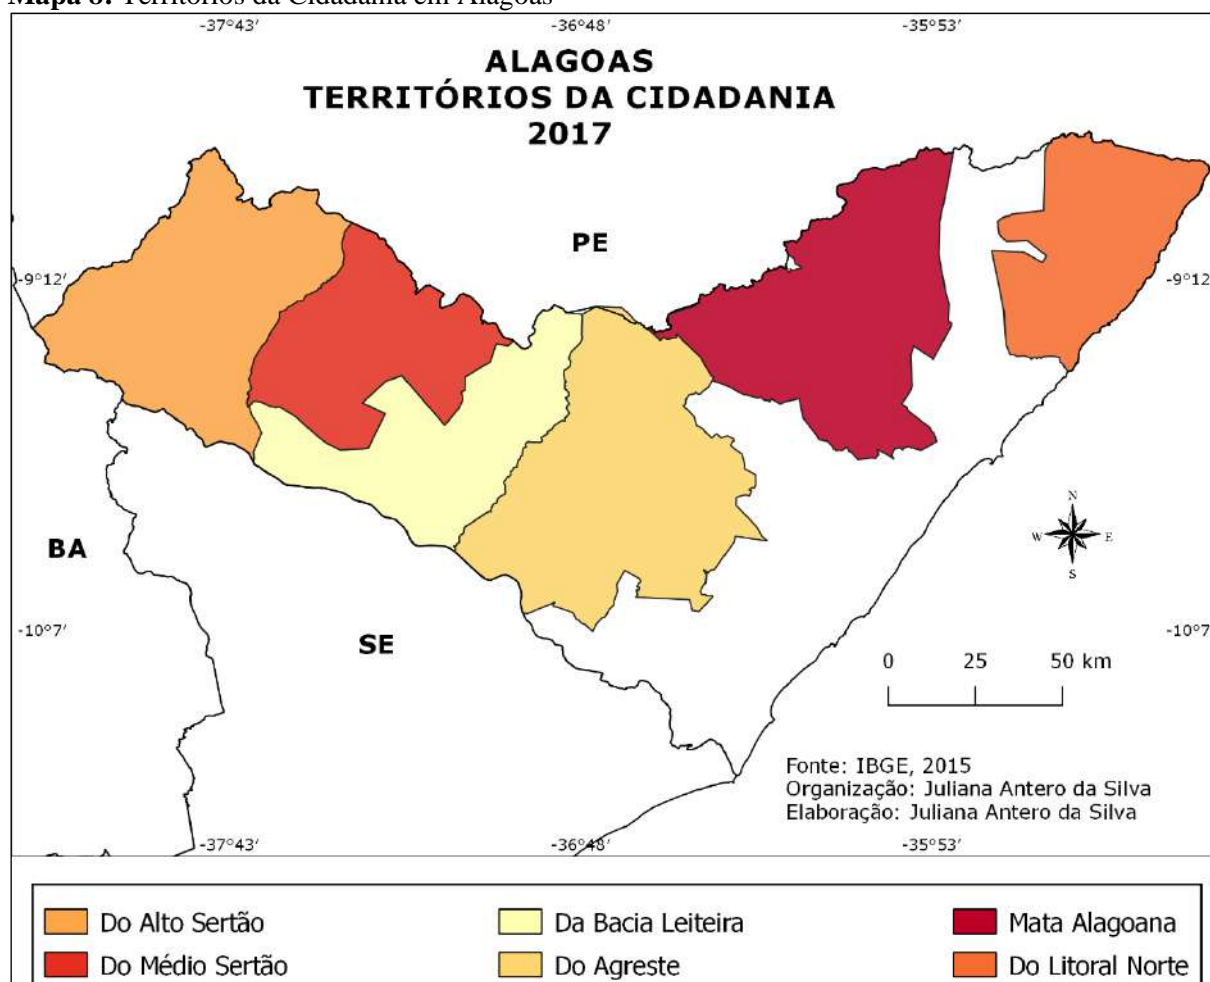 Mapa 8: Territórios da Cidadania em Alagoas
-37°43′ -36°48′ -35°53′
ALAGOAS
TERRITÓRIOS DA CIDADANIA
2017
PE
-9°12′ -9°12′
BA
N
W E
S
SE
-10°7′ -10°7′
0 25 50 km
Fonte: IBGE, 2015
Organização: Juliana Antero da Silva
Elaboração: Juliana Antero da Silva
-37°43′ -36°48′ -35°53′
Do Alto Sertão Da Bacia Leiteira Mata Alagoana
Do Médio Sertão Do Agreste Do Litoral Norte